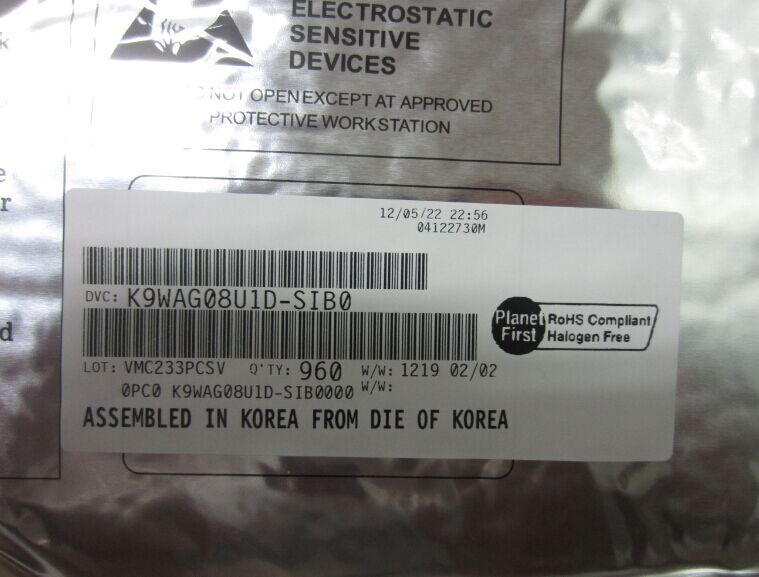 ELECTROSTATIC
SENSITIVE
DEVICES
NOT OPEN EXCEPT AT APPROVED
PROTECTIVE WORKSTATION
12/05/22 22:56
04122730M
DVC: K9WAG08U1D-SIB0
Planet First
RoHS Compliant
Halogen Free
LOT: VMC233PCSV Q'TY: 960 W/W: 1219 02/02
0PC0 K9WAG08U1D-SIB0000 W/W:
ASSEMBLED IN KOREA FROM DIE OF KOREA